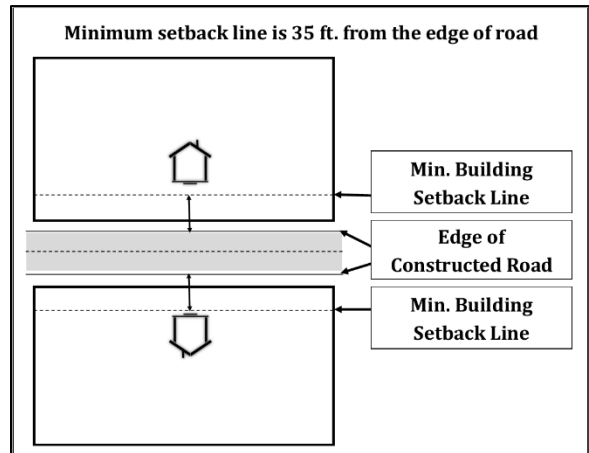 Minimum setback line is 35 ft. from the edge of road
Min. Building
Setback Line
Edge of
Constructed Road
Min. Building
Setback Line